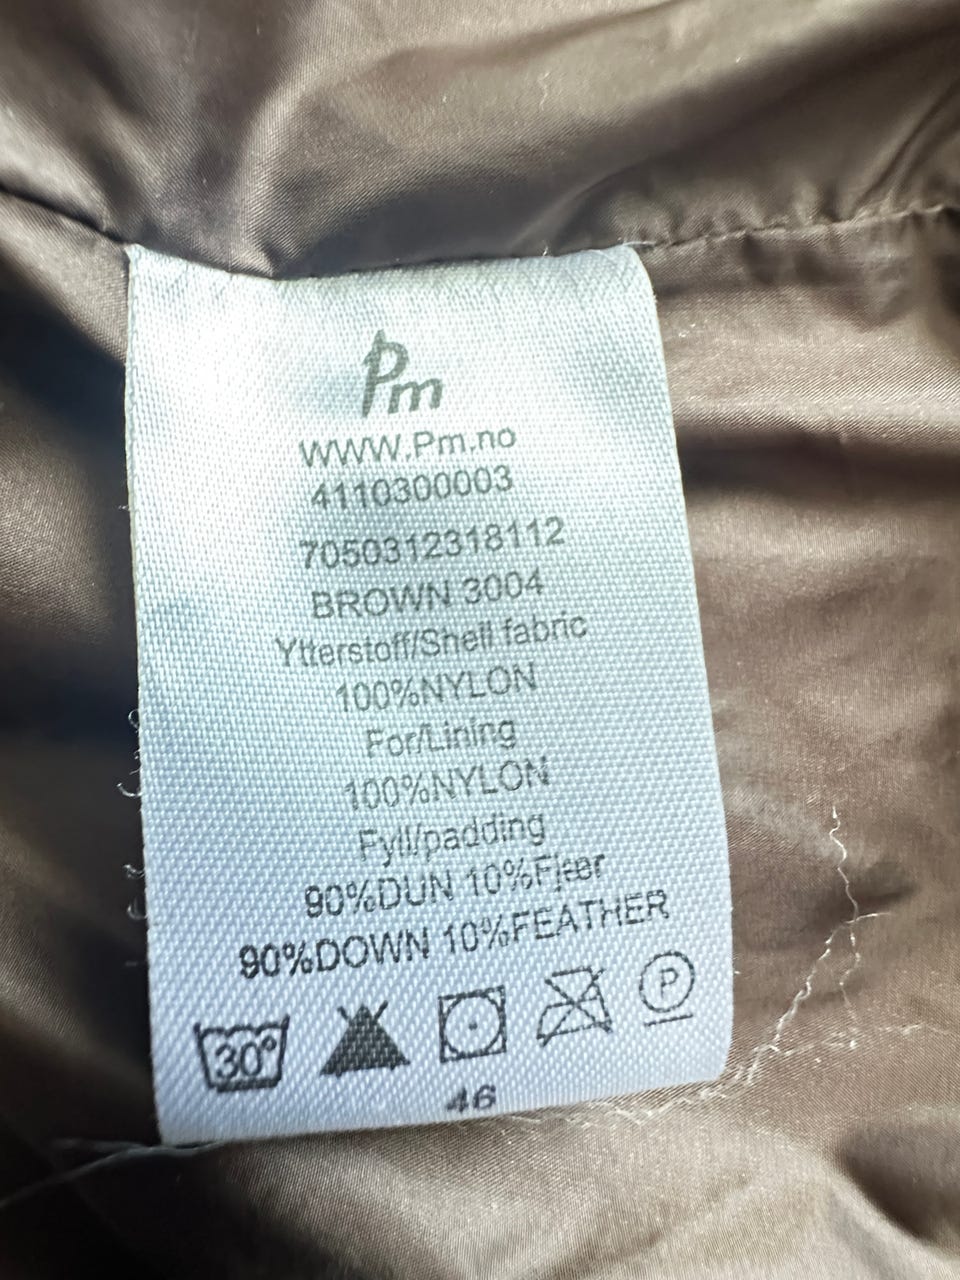 Pm
WWW.Pm.no
4110300003
7050312318112
BROWN 3004
Ytterstoff/Shell fabric
100%NYLON
For/Lining
100%NYLON
Fyll/padding
90%DUN 10%Fjær
90%DOWN 10%FEATHER
30° P
46